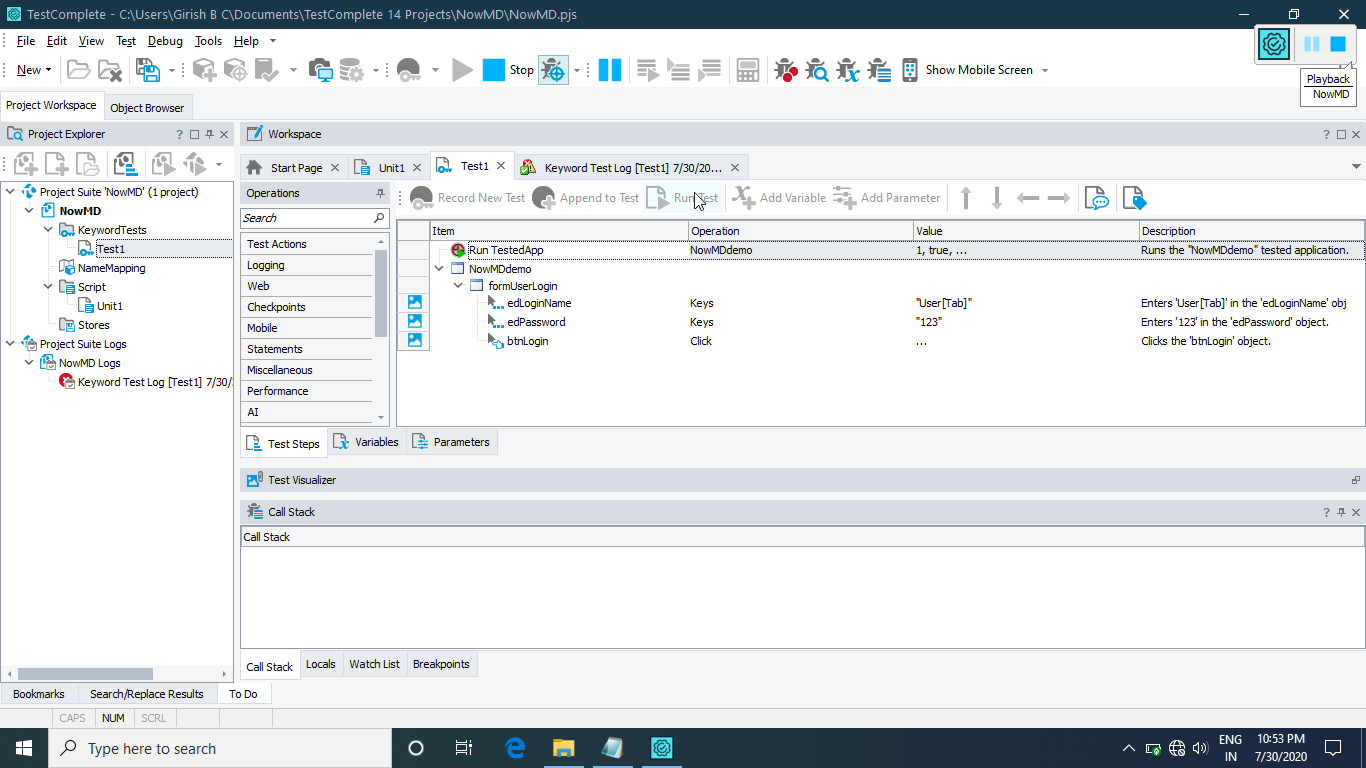 TestComplete - C:\Users\Girish B C\Documents\TestComplete 14 Projects\NowMD\NowMD.pjs
File Edit View Test Debug Tools Help
New Stop Show Mobile Screen
Playback
NowMD
Project Workspace Object Browser
Project Explorer ?
Workspace ?
Start Page Unit1 Test1 Keyword Test Log [Test1] 7/30/20...
Project Suite 'NowMD' (1 project)
NowMD
KeywordTests
Test1
NameMapping
Script
Unit1
Stores
Project Suite Logs
NowMD Logs
Keyword Test Log [Test1] 7/30/
Operations
Search
Test Actions
Logging
Web
Checkpoints
Mobile
Statements
Miscellaneous
Performance
AI
Record New Test Append to Test Run Test Add Variable Add Parameter
Item Operation Value Description
Run TestedApp NowMDdemo 1, true, ... Runs the "NowMDdemo" tested application.
NowMDdemo
formUserLogin
edLoginName Keys "User[Tab]" Enters 'User[Tab]' in the 'edLoginName' obj
edPassword Keys "123" Enters '123' in the 'edPassword' object.
btnLogin Click ... Clicks the 'btnLogin' object.
Test Steps Variables Parameters
Test Visualizer
Call Stack ?
Call Stack
Call Stack Locals Watch List Breakpoints
Bookmarks Search/Replace Results To Do
CAPS NUM SCRL
Type here to search
ENG
IN
10:53 PM
7/30/2020